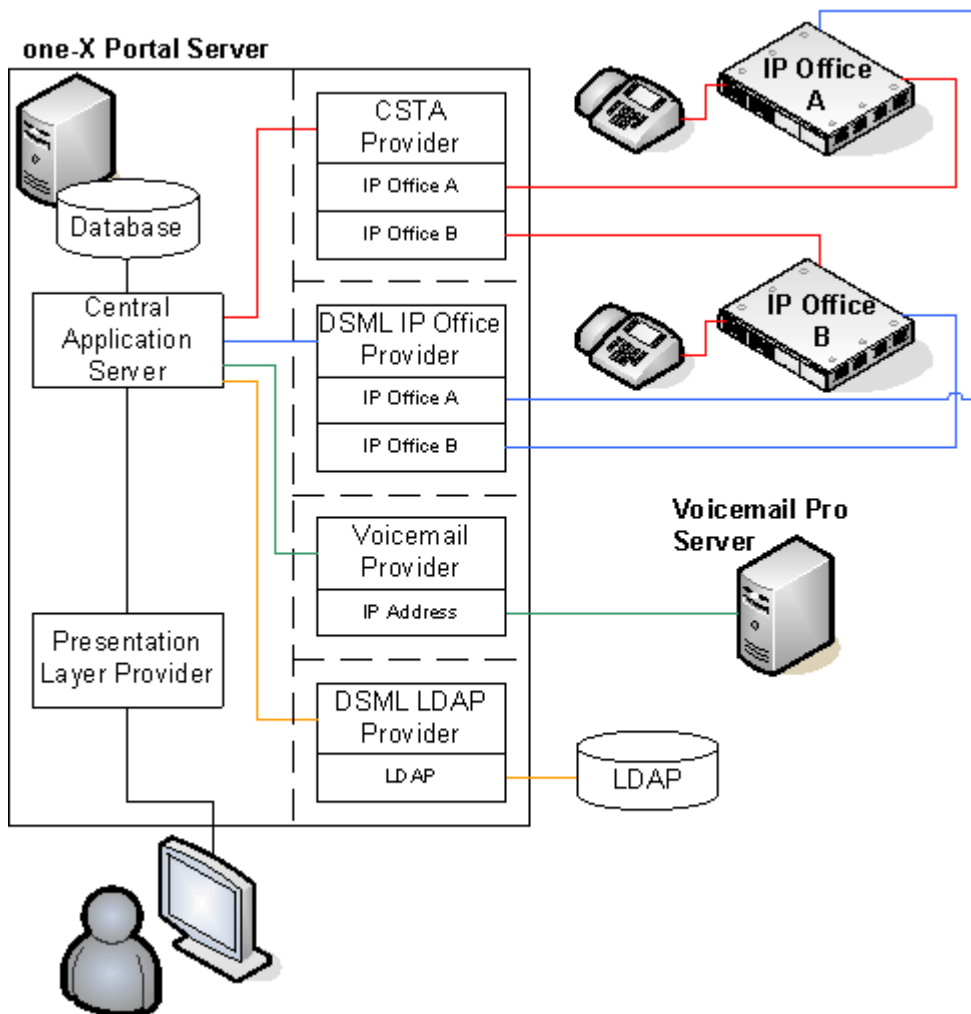 one-X Portal Server
Database
Central
Application
Server
Presentation
Layer Provider
CSTA
Provider
IP Office A
IP Office B
DSML IP Office
Provider
IP Office A
IP Office B
Voicemail
Provider
IP Address
DSML LDAP
Provider
LDAP
IP Office
A
IP Office
B
Voicemail Pro
Server
LDAP